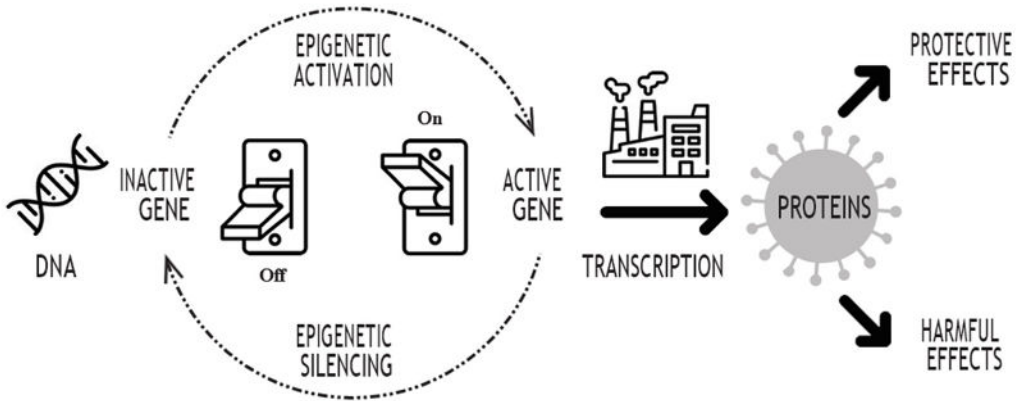 EPIGENETIC
ACTIVATION
PROTECTIVE
EFFECTS
On
INACTIVE
GENE
ACTIVE
GENE
PROTEINS
DNA
Off
TRANSCRIPTION
EPIGENETIC
SILENCING
HARMFUL
EFFECTS